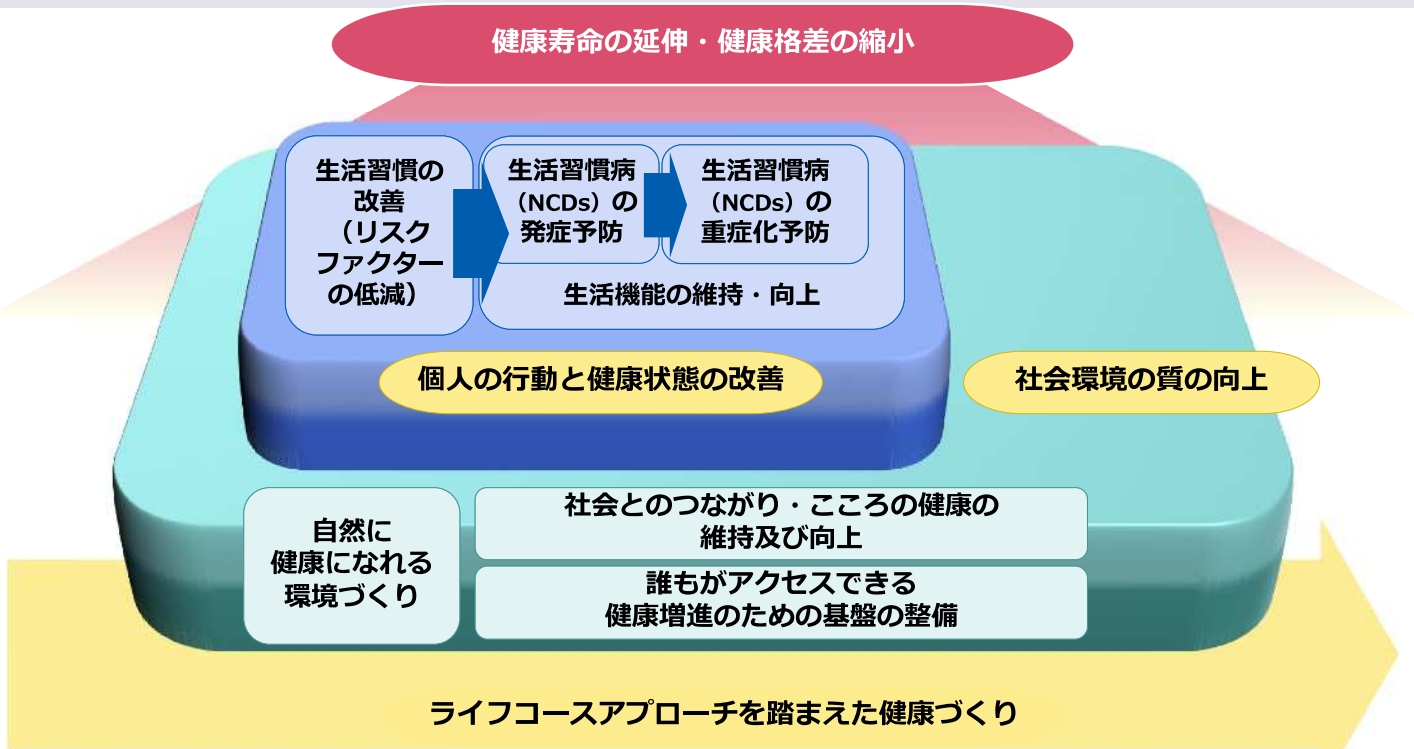 健康寿命の延伸・健康格差の縮小
生活習慣の
改善
（リスク
ファクター
の低減）
生活習慣病
（NCDs）の
発症予防
生活習慣病
（NCDs）の
重症化予防
生活機能の維持・向上
個人の行動と健康状態の改善
社会環境の質の向上
自然に
健康になれる
環境づくり
社会とのつながり・こころの健康の
維持及び向上
誰もがアクセスできる
健康増進のための基盤の整備
ライフコースアプローチを踏まえた健康づくり